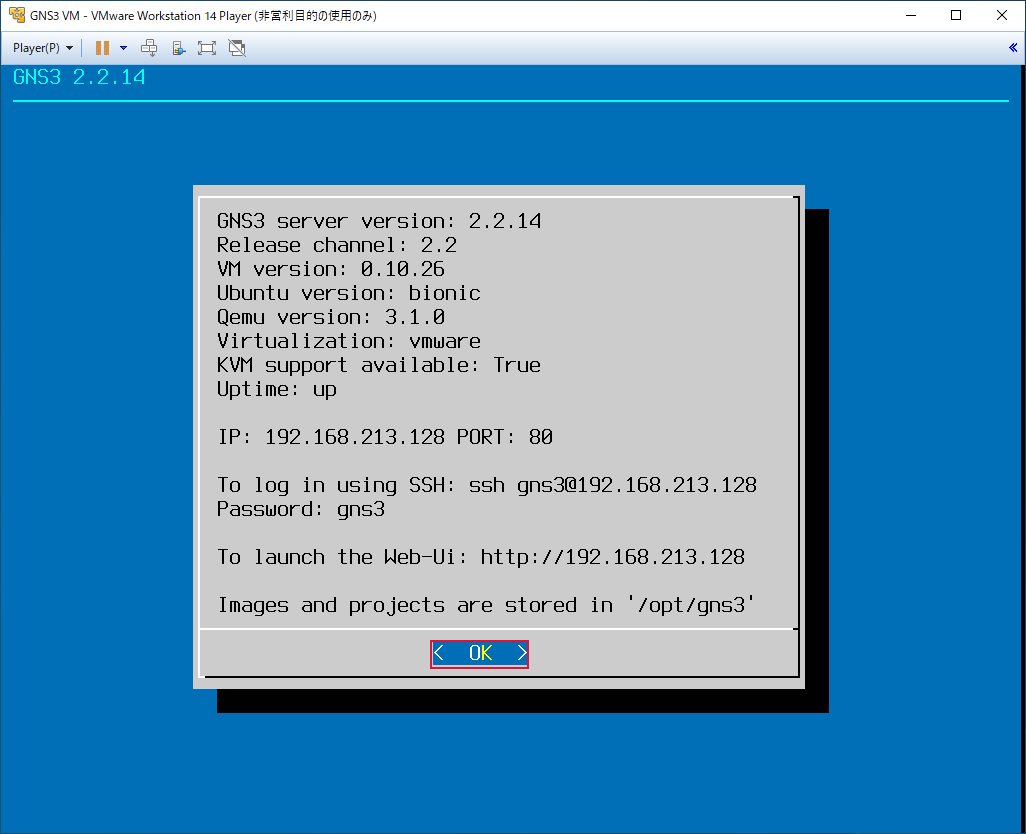 GNS3 VM - VMware Workstation 14 Player (非営利目的の使用のみ)
Player(P)
GNS3 2.2.14
GNS3 server version: 2.2.14
Release channel: 2.2
VM version: 0.10.26
Ubuntu version: bionic
Qemu version: 3.1.0
Virtualization: vmware
KVM support available: True
Uptime: up
IP: 192.168.213.128 PORT: 80
To log in using SSH: ssh gns3@192.168.213.128
Password: gns3
To launch the Web-Ui: http://192.168.213.128
Images and projects are stored in '/opt/gns3'
< OK >